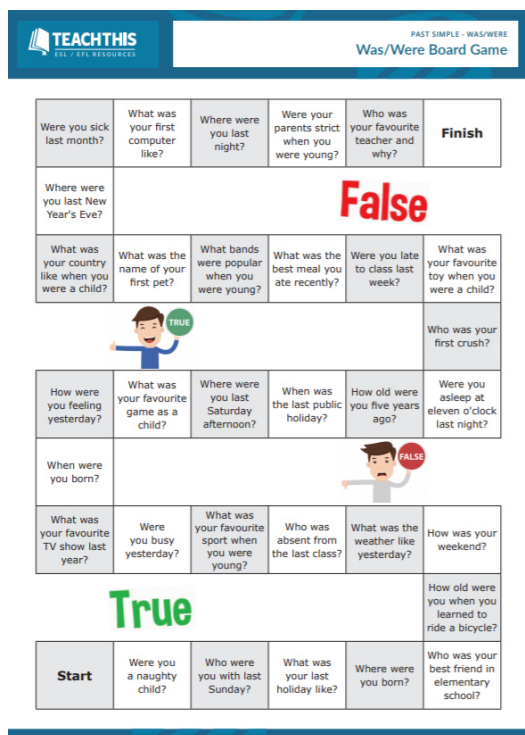 TEACHTHIS
ESL / EFL RESOURCES
PAST SIMPLE - WAS/WERE
Was/Were Board Game
Were you sick
last month?
What was
your first
computer
like?
Where were
you last
night?
Were your
parents strict
when you
were young?
Who was
your favourite
teacher and
why?
Finish
Where were
you last New
Year's Eve?
False
What was
your country
like when you
were a child?
What was the
name of your
first pet?
What bands
were popular
when you
were young?
What was the
best meal you
ate recently?
Were you late
to class last
week?
What was
your favourite
toy when you
were a child?
TRUE
Who was your
first crush?
How were
you feeling
yesterday?
What was
your favourite
game as a
child?
Where were
you last
Saturday
afternoon?
When was
the last public
holiday?
How old were
you five years
ago?
Were you
asleep at
eleven o'clock
last night?
When were
you born?
FALSE
What was
your favourite
TV show last
year?
Were
you busy
yesterday?
What was
your favourite
sport when
you were
young?
Who was
absent from
the last class?
What was the
weather like
yesterday?
How was your
weekend?
True
How old were
you when you
learned to
ride a bicycle?
Start
Were you
a naughty
child?
Who were
you with last
Sunday?
What was
your last
holiday like?
Where were
you born?
Who was your
best friend in
elementary
school?